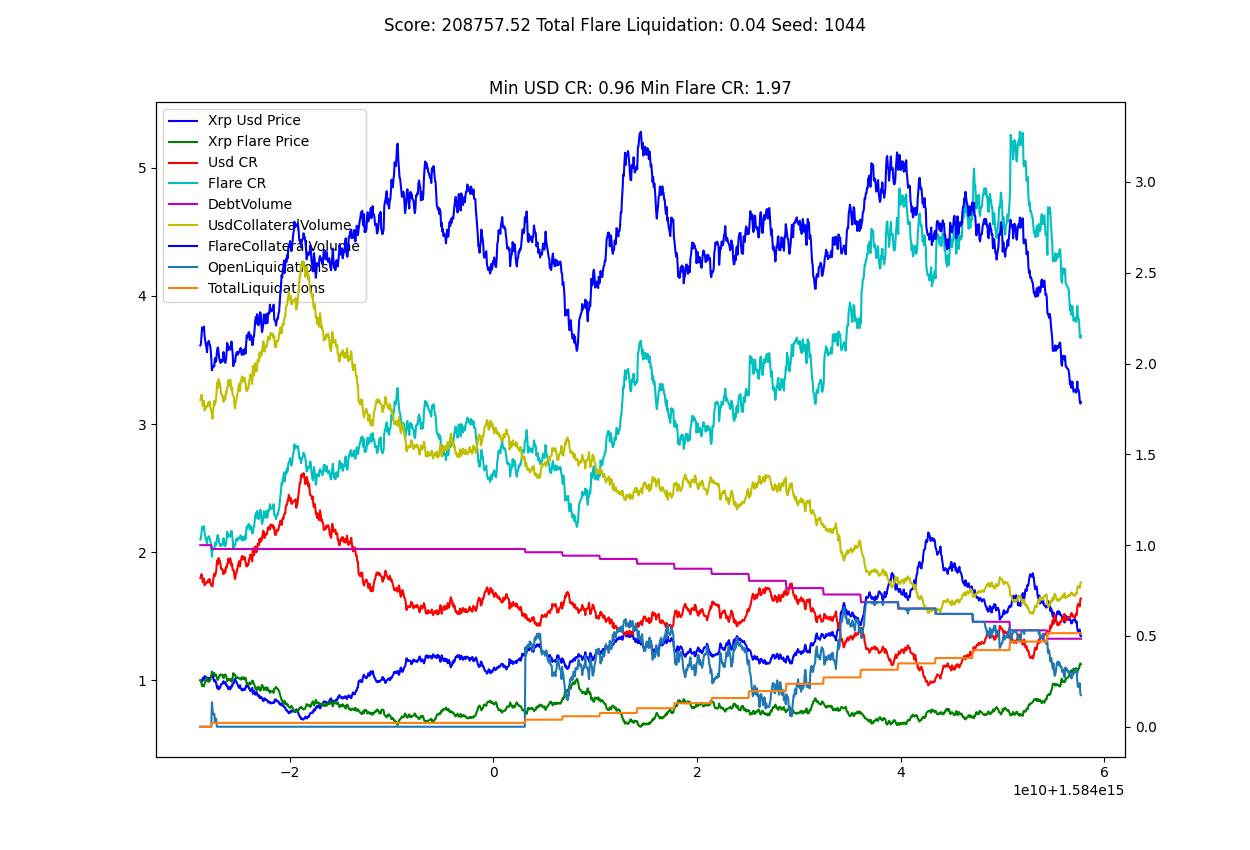 Score: 208757.52 Total Flare Liquidation: 0.04 Seed: 1044
Min USD CR: 0.96 Min Flare CR: 1.97
Xrp Usd Price
Xrp Flare Price
Usd CR
Flare CR
DebtVolume
UsdCollateralVolume
FlareCollateralVolume
OpenLiquidations
TotalLiquidations
5
4
3
2
1
3.0
2.5
2.0
1.5
1.0
0.5
0.0
−2
0
2
4
6
1e10+1.584e15